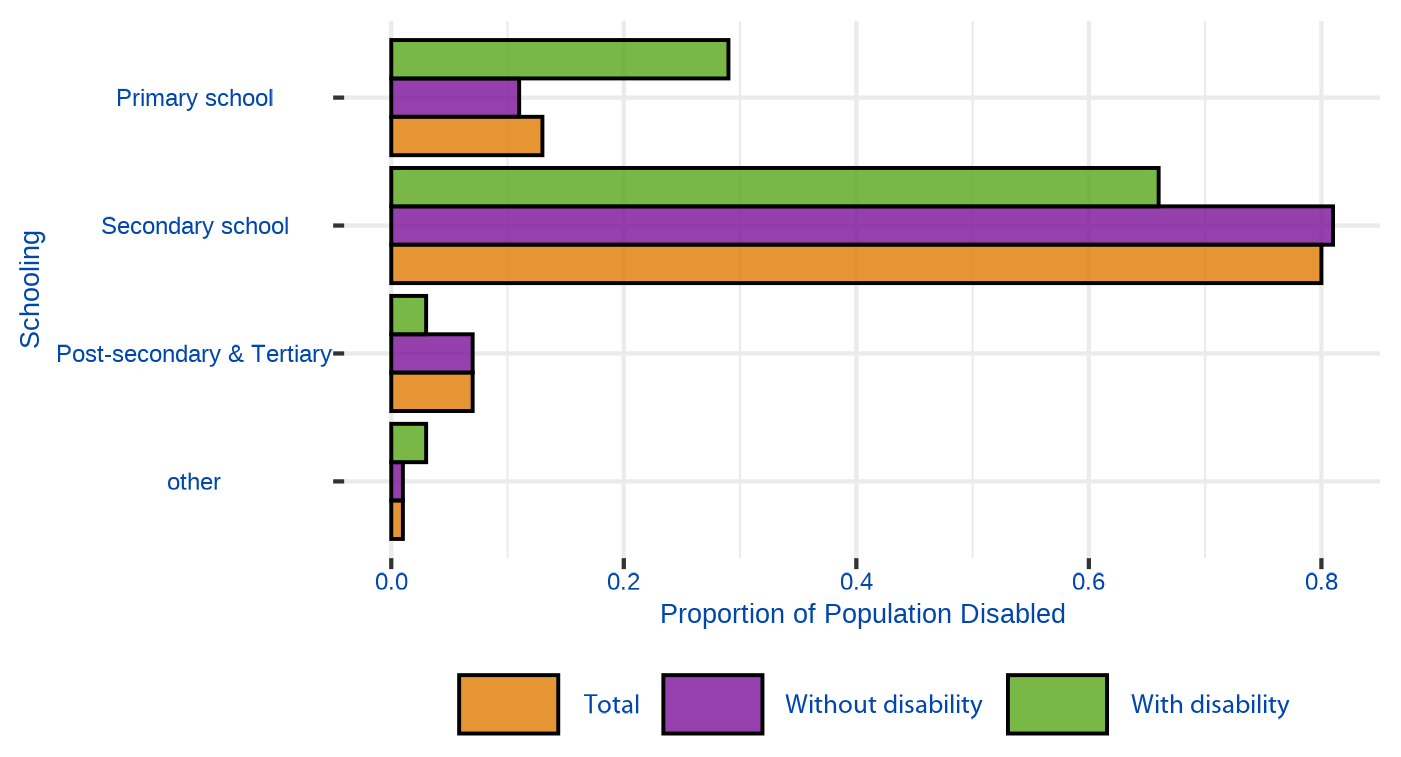 Schooling
Primary school
Secondary school
Post-secondary & Tertiary
other
0.0 0.2 0.4 0.6 0.8
Proportion of Population Disabled
Total Without disability With disability